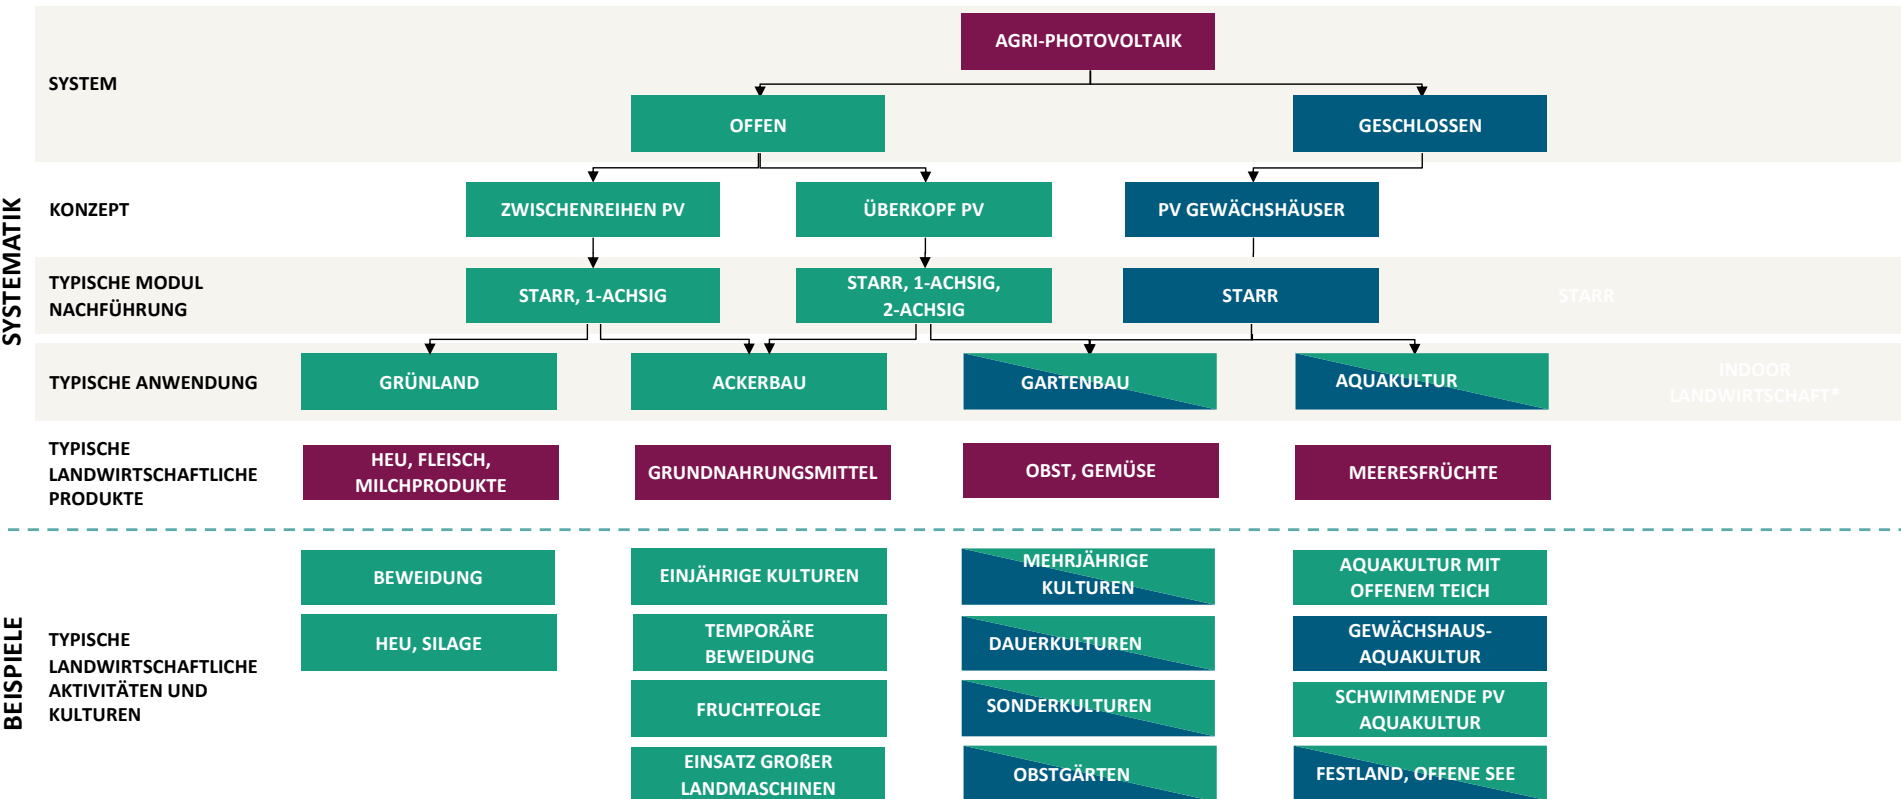 AGRI-PHOTOVOLTAIK
SYSTEM
OFFEN
GESCHLOSSEN
SYSTEMATIK
KONZEPT
ZWISCHENREIHEN PV
ÜBERKOPF PV
PV GEWÄCHSHÄUSER
TYPISCHE MODUL
NACHFÜHRUNG
STARR, 1-ACHSIG
STARR, 1-ACHSIG,
2-ACHSIG
STARR
STARR
TYPISCHE ANWENDUNG
GRÜNLAND
ACKERBAU
GARTENBAU
AQUAKULTUR
INDOOR
LANDWIRTSCHAFT*
TYPISCHE
LANDWIRTSCHAFTLICHE
PRODUKTE
HEU, FLEISCH,
MILCHPRODUKTE
GRUNDNAHRUNGSMITTEL
OBST, GEMÜSE
MEERESFRÜCHTE
BEISPIELE
TYPISCHE
LANDWIRTSCHAFTLICHE
AKTIVITÄTEN UND
KULTUREN
BEWEIDUNG
HEU, SILAGE
EINJÄHRIGE KULTUREN
TEMPORÄRE
BEWEIDUNG
FRUCHTFOLGE
EINSATZ GROßER
LANDMASCHINEN
MEHRJÄHRIGE
KULTUREN
DAUERKULTUREN
SONDERKULTUREN
OBSTGÄRTEN
AQUAKULTUR MIT
OFFENEM TEICH
GEWÄCHSHAUS-
AQUAKULTUR
SCHWIMMENDE PV
AQUAKULTUR
FESTLAND, OFFENE SEE